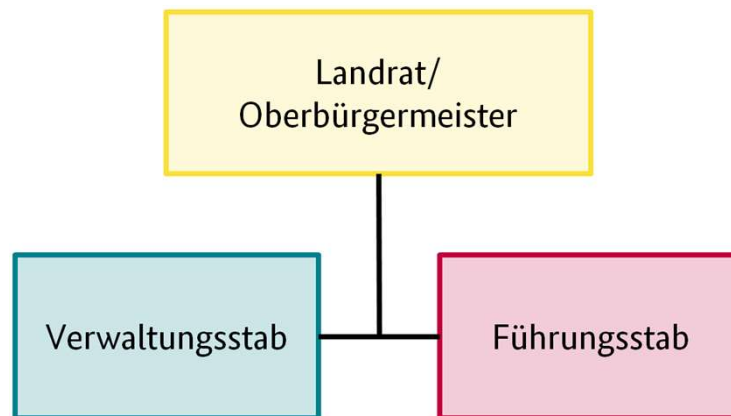 Landrat/
Oberbürgermeister
Verwaltungsstab
Führungsstab